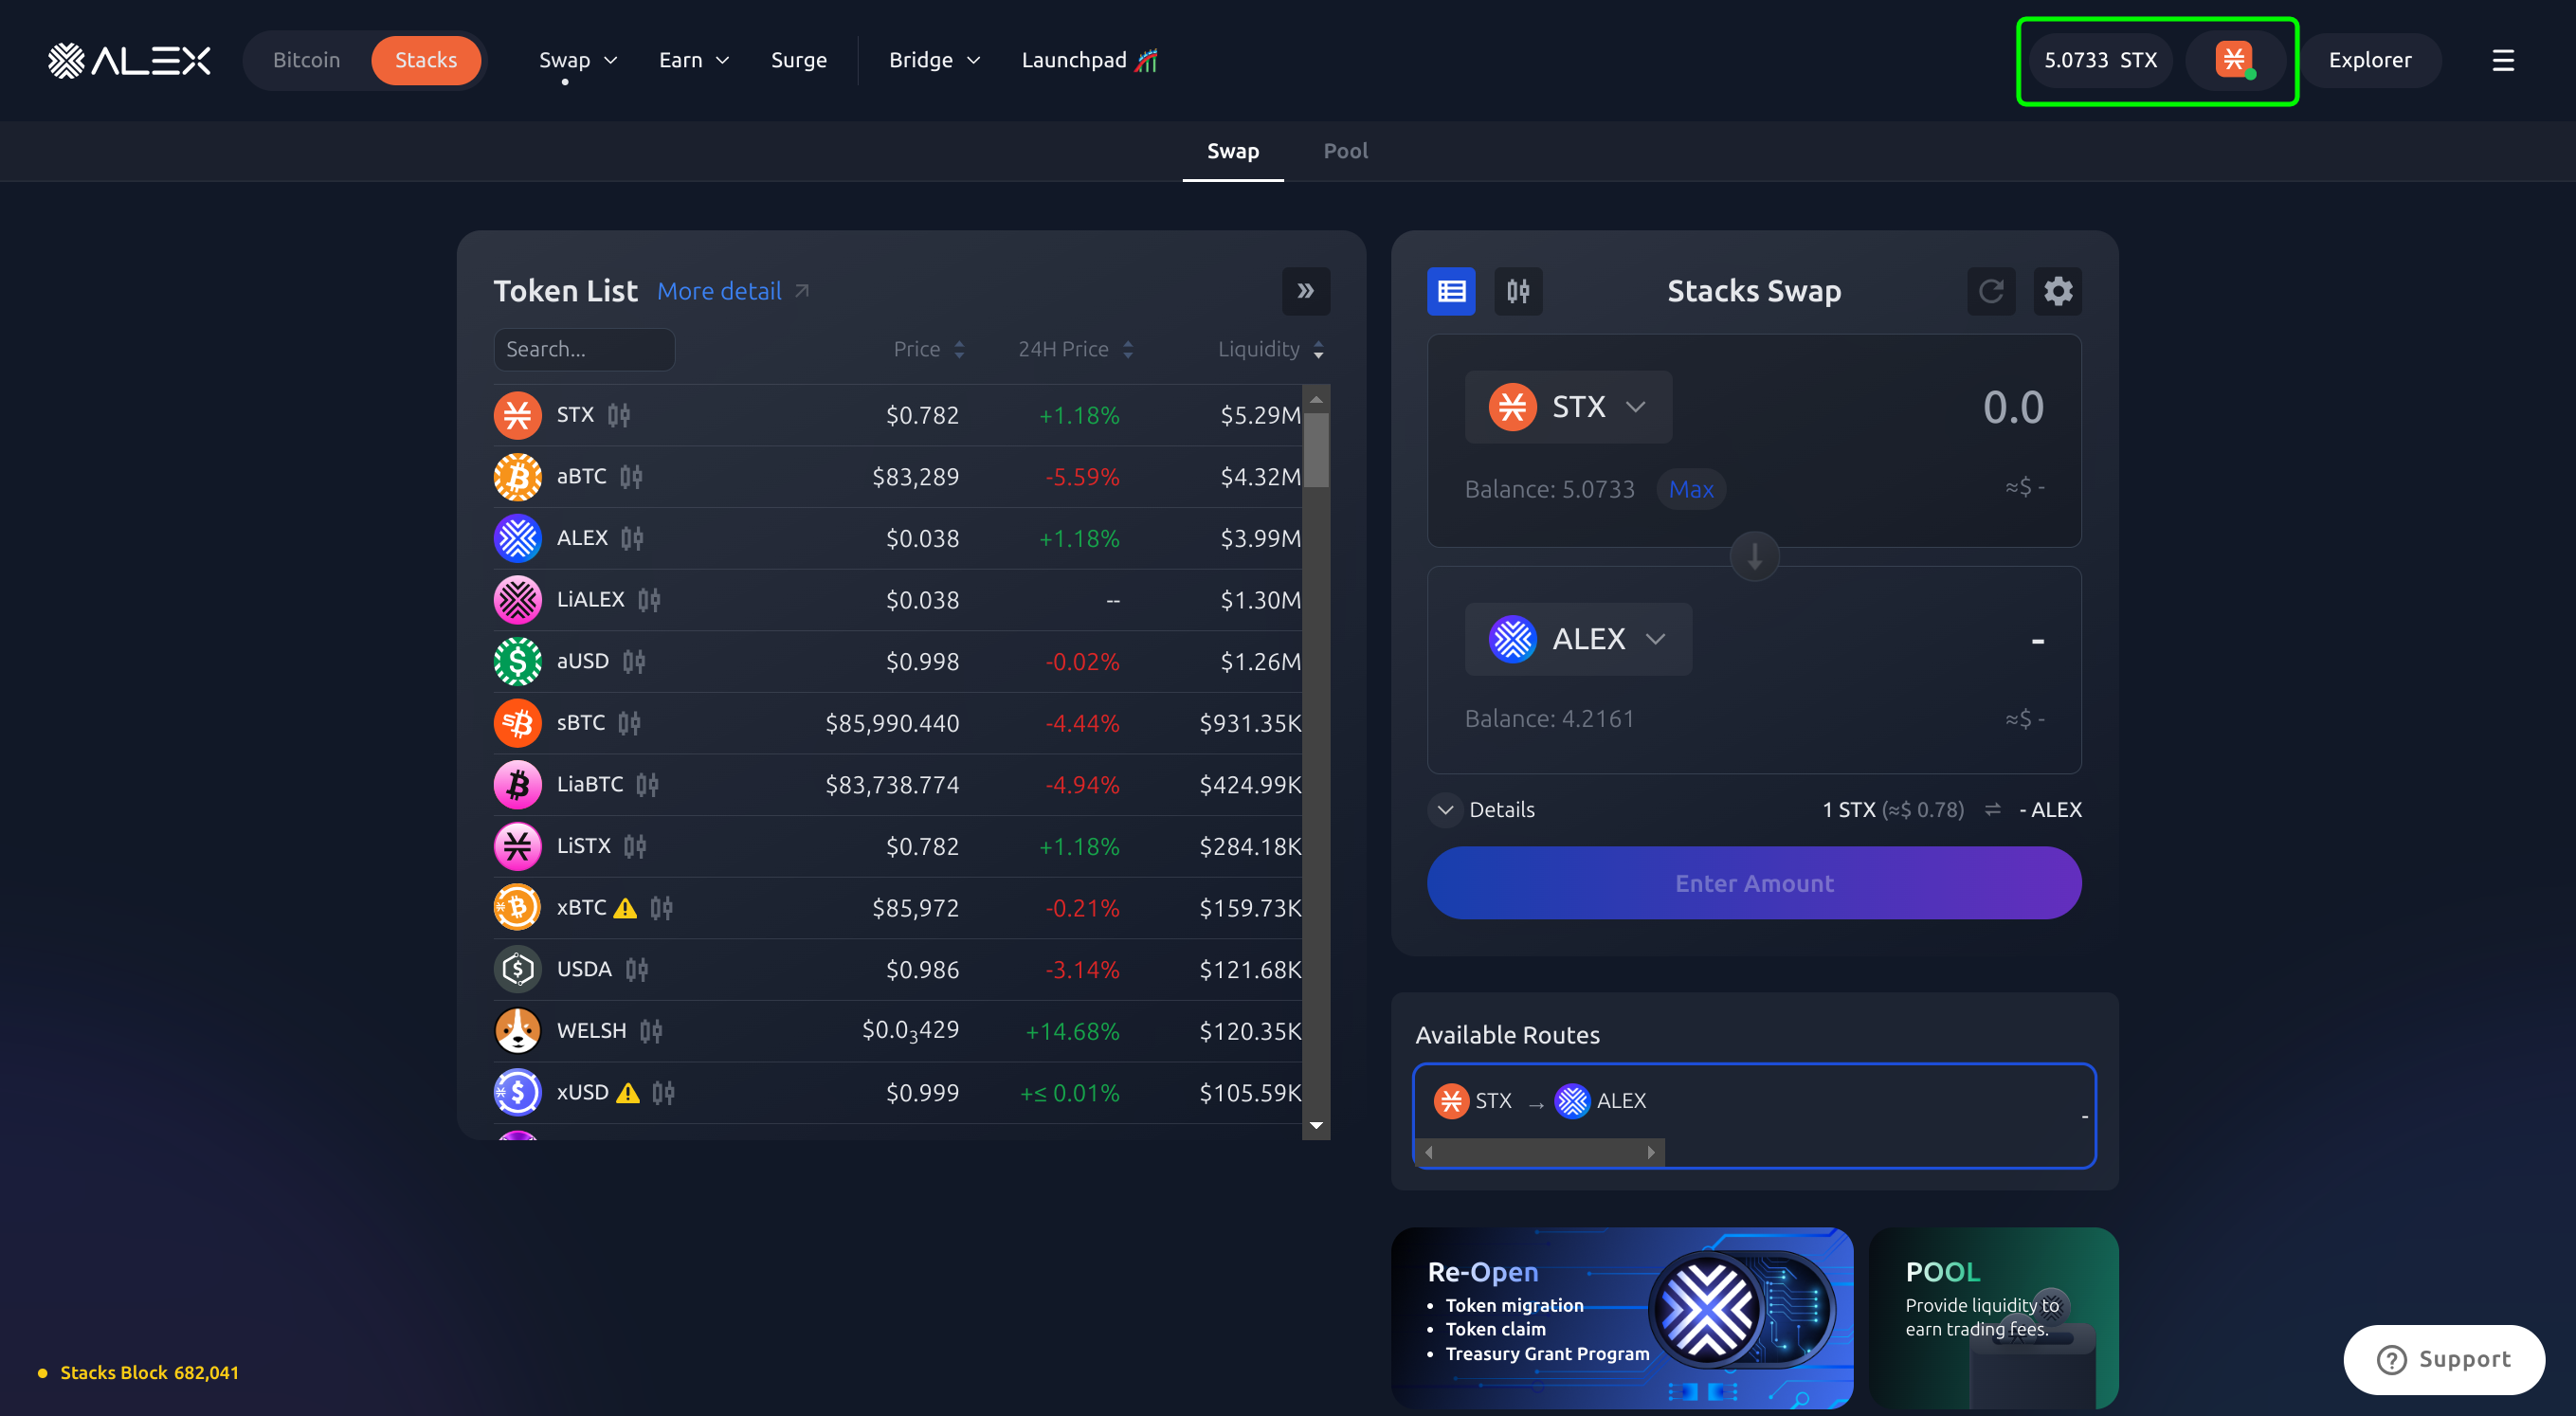 ALEX Bitcoin Stacks Swap Earn Surge Bridge Launchpad 5.0733 STX Explorer
Swap Pool
Token List More detail
Search... Price 24H Price Liquidity
STX $0.782 +1.18% $5.29M
aBTC $83,289 -5.59% $4.32M
ALEX $0.038 +1.18% $3.99M
LiALEX $0.038 -- $1.30M
aUSD $0.998 -0.02% $1.26M
sBTC $85,990.440 -4.44% $931.35K
LiaBTC $83,738.774 -4.94% $424.99K
LiSTX $0.782 +1.18% $284.18K
xBTC $85,972 -0.21% $159.73K
USDA $0.986 -3.14% $121.68K
WELSH $0.0₃429 +14.68% $120.35K
xUSD $0.999 +≤ 0.01% $105.59K
Stacks Swap
STX 0.0
Balance: 5.0733 Max ≈$ -
ALEX -
Balance: 4.2161 ≈$ -
Details 1 STX (≈$ 0.78) ⇌ - ALEX
Enter Amount
Available Routes
STX → ALEX -
Re-Open
• Token migration
• Token claim
• Treasury Grant Program
POOL
Provide liquidity to
earn trading fees.
Stacks Block 682,041
Support